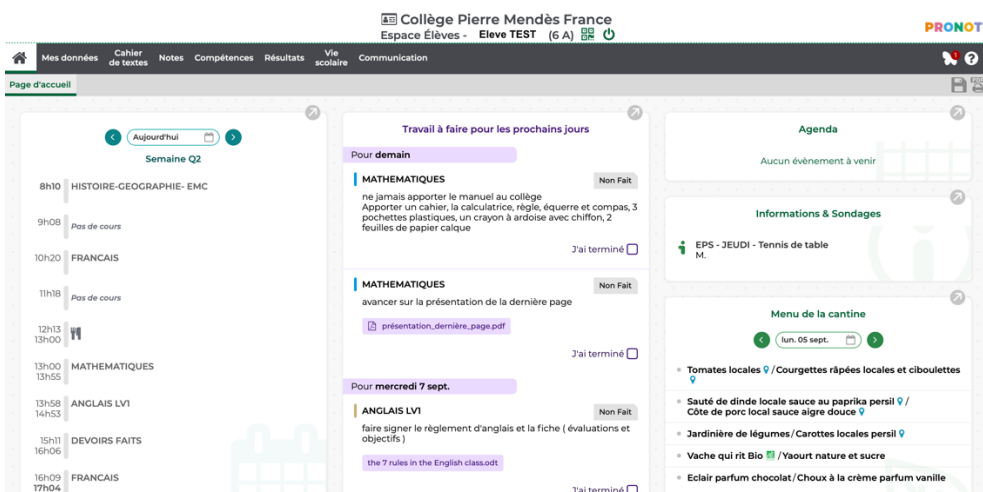 Collège Pierre Mendès France
Espace Élèves - Eleve TEST (6 A)
PRONOT
Mes données
Cahier
de textes
Notes
Compétences
Résultats
Vie
scolaire
Communication
1
?
Page d'accueil
Aujourd'hui
Semaine Q2
8h10 HISTOIRE-GEOGRAPHIE- EMC
9h08 Pas de cours
10h20 FRANCAIS
11h18 Pas de cours
12h13
13h00
13h00 MATHEMATIQUES
13h55
13h58 ANGLAIS LV1
14h53
15h11 DEVOIRS FAITS
16h06
16h09 FRANCAIS
17h04
Travail à faire pour les prochains jours
Pour demain
MATHEMATIQUES Non Fait
ne jamais apporter le manuel au collège
Apporter un cahier, la calculatrice, règle, équerre et compas, 3
pochettes plastiques, un crayon à ardoise avec chiffon, 2
feuilles de papier calque
J'ai terminé
MATHEMATIQUES Non Fait
avancer sur la présentation de la dernière page
présentation_dernière_page.pdf
J'ai terminé
Pour mercredi 7 sept.
ANGLAIS LV1 Non Fait
faire signer le règlement d'anglais et la fiche ( évaluations et
objectifs )
the 7 rules in the English class.odt
J'ai terminé
Agenda
Aucun évènement à venir
Informations & Sondages
EPS - JEUDI - Tennis de table
M.
Menu de la cantine
lun. 05 sept.
Tomates locales / Courgettes râpées locales et ciboulettes
Sauté de dinde locale sauce au paprika persil /
Côte de porc local sauce aigre douce
Jardinière de légumes / Carottes locales persil
Vache qui rit Bio / Yaourt nature et sucre
Eclair parfum chocolat / Choux à la crème parfum vanille